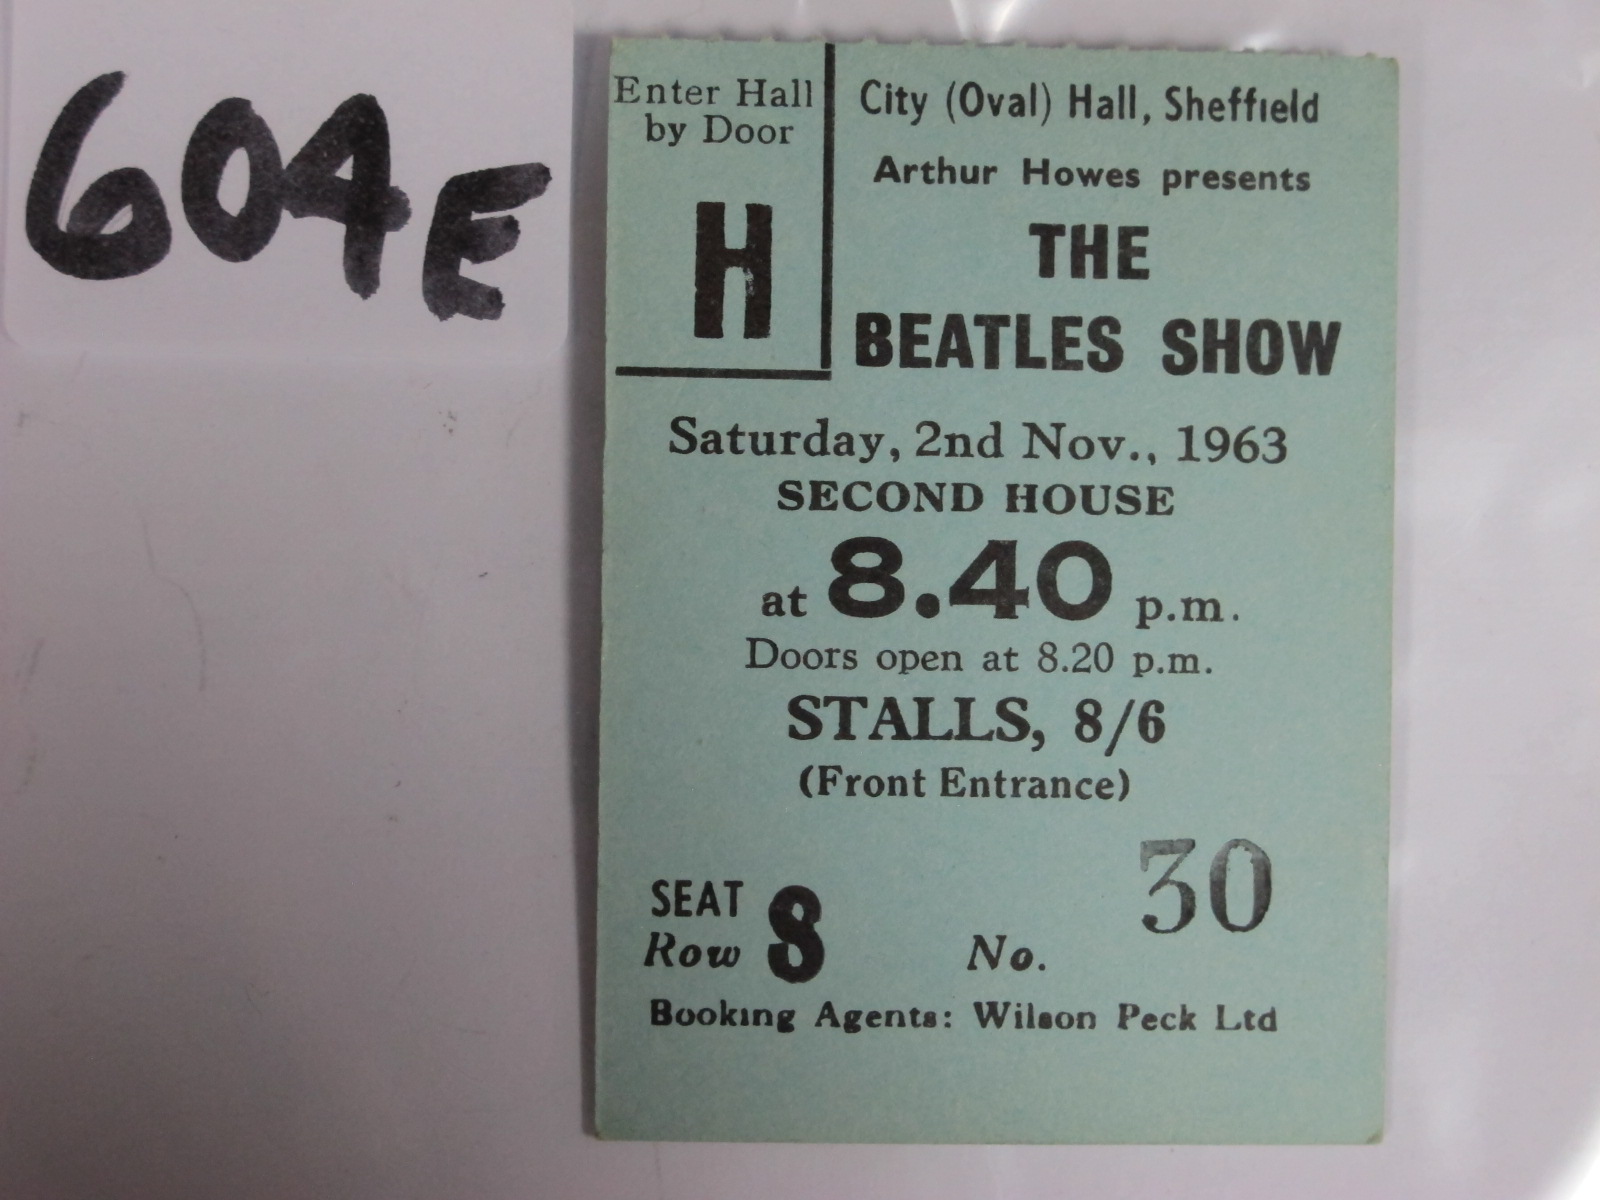 604E
Enter Hall
by Door
H
City (Oval) Hall, Sheffield
Arthur Howes presents
THE
BEATLES SHOW
Saturday, 2nd Nov., 1963
SECOND HOUSE
at 8.40 p.m.
Doors open at 8.20 p.m.
STALLS, 8/6
(Front Entrance)
SEAT
Row 8 No. 30
Booking Agents: Wilson Peck Ltd